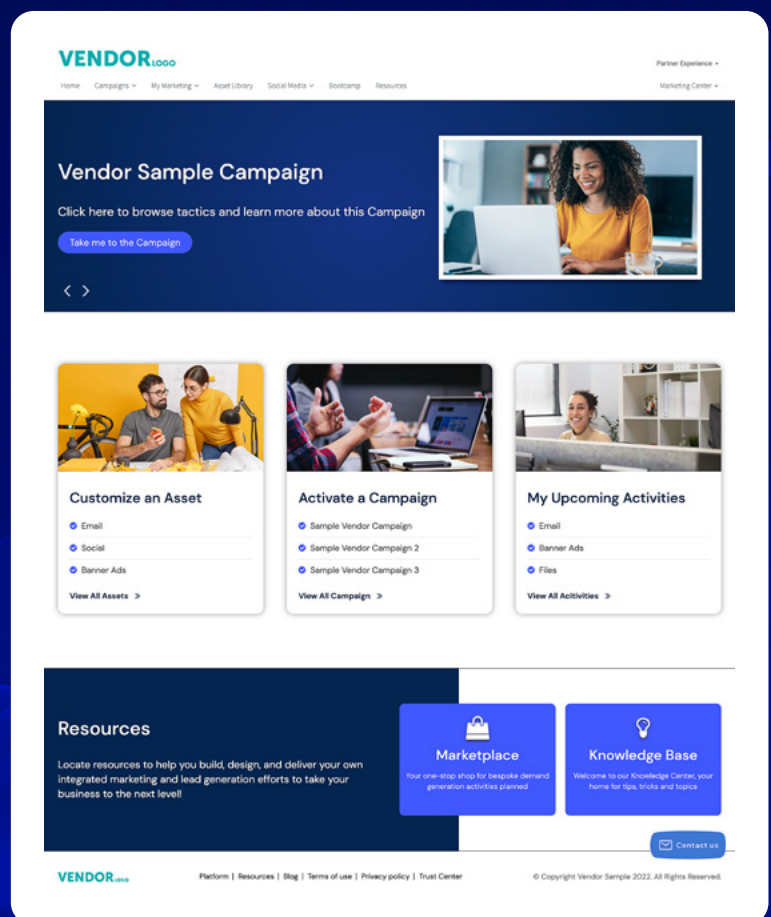 VENDOR LOGO
Partner Experience
Home Campaigns My Marketing Asset Library Social Media Bootcamp Resources
Marketing Center
Vendor Sample Campaign
Click here to browse tactics and learn more about this Campaign
Take me to the Campaign
Customize an Asset
Email
Social
Banner Ads
View All Assets »
Activate a Campaign
Sample Vendor Campaign
Sample Vendor Campaign 2
Sample Vendor Campaign 3
View All Campaign »
My Upcoming Activities
Email
Banner Ads
Files
View All Acitivities »
Resources
Locate resources to help you build, design, and deliver your own
integrated marketing and lead generation efforts to take your
business to the next level!
Marketplace
Your one-stop shop for bespoke demand
generation activities planned
Knowledge Base
Welcome to our Knowledge Center, your
home for tips, tricks and topics
Contact us
VENDOR LOGO
Platform | Resources | Blog | Terms of use | Privacy policy | Trust Center
© Copyright Vendor Sample 2022. All Rights Reserved.